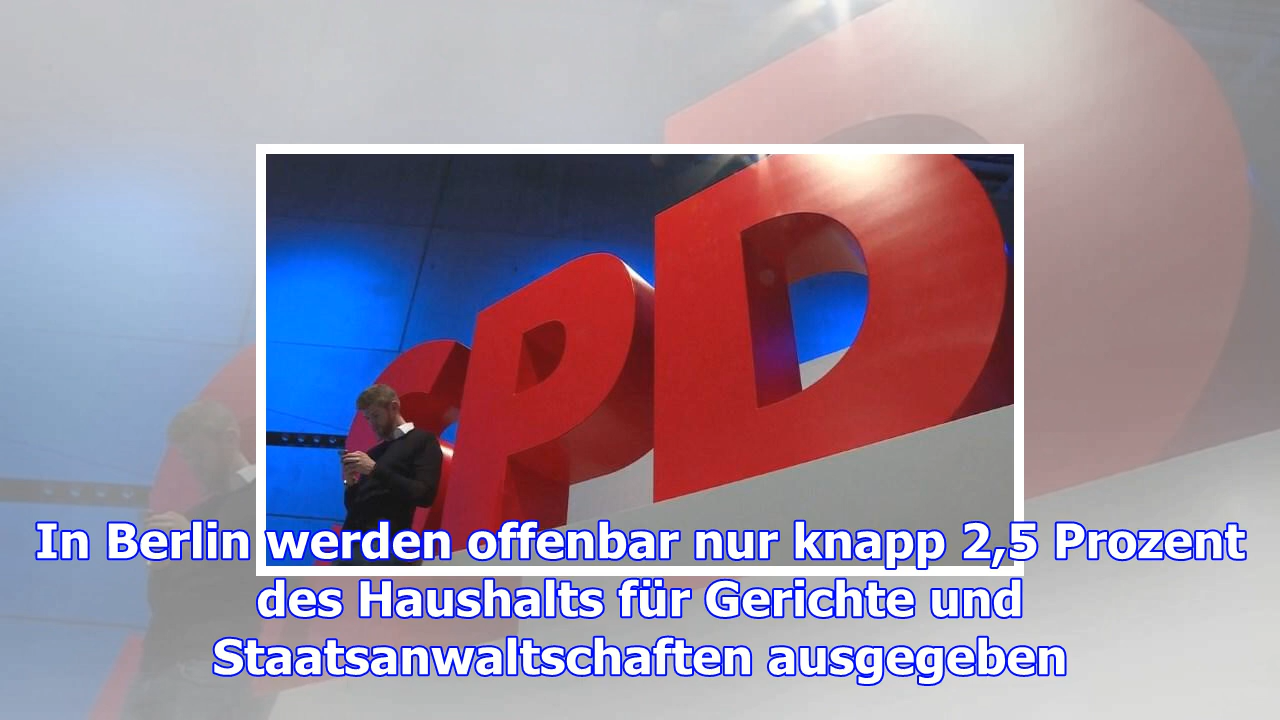 SPD
In Berlin werden offenbar nur knapp 2,5 Prozent
des Haushalts für Gerichte und
Staatsanwaltschaften ausgegeben